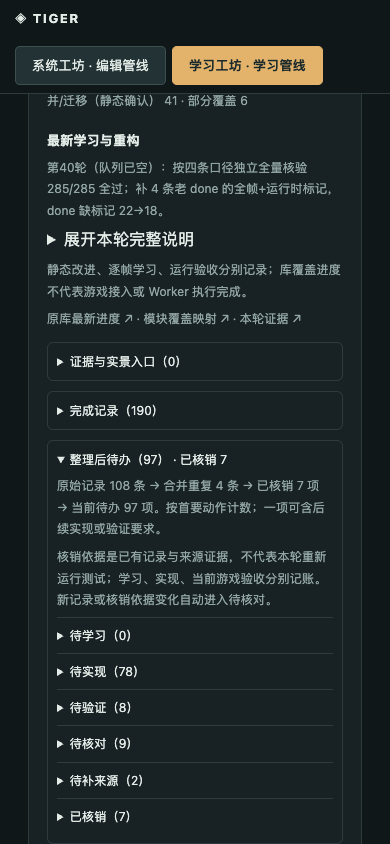 ◈ TIGER
系统工坊 · 编辑管线
学习工坊 · 学习管线
并/迁移（静态确认） 41 · 部分覆盖 6
最新学习与重构
第40轮（队列已空）：按四条口径独立全量核验
285/285 全过；补 4 条老 done 的全帧+运行时标记，
done 缺标记 22→18。
▶ 展开本轮完整说明
静态改进、逐帧学习、运行验收分别记录；库覆盖进度
不代表游戏接入或 Worker 执行完成。
原库最新进度 ↗ · 模块覆盖映射 ↗ · 本轮证据 ↗
▶ 证据与实景入口（0）
▶ 完成记录（190）
▼ 整理后待办（97） · 已核销 7
原始记录 108 条 → 合并重复 4 条 → 已核销 7 项
→ 当前待办 97 项。按首要动作计数；一项可含后
续实现或验证要求。
核销依据是已有记录与来源证据，不代表本轮重新
运行测试；学习、实现、当前游戏验收分别记账。
新记录或核销依据变化自动进入待核对。
▶ 待学习（0）
▶ 待实现（78）
▶ 待验证（8）
▶ 待核对（9）
▶ 待补来源（2）
▶ 已核销（7）